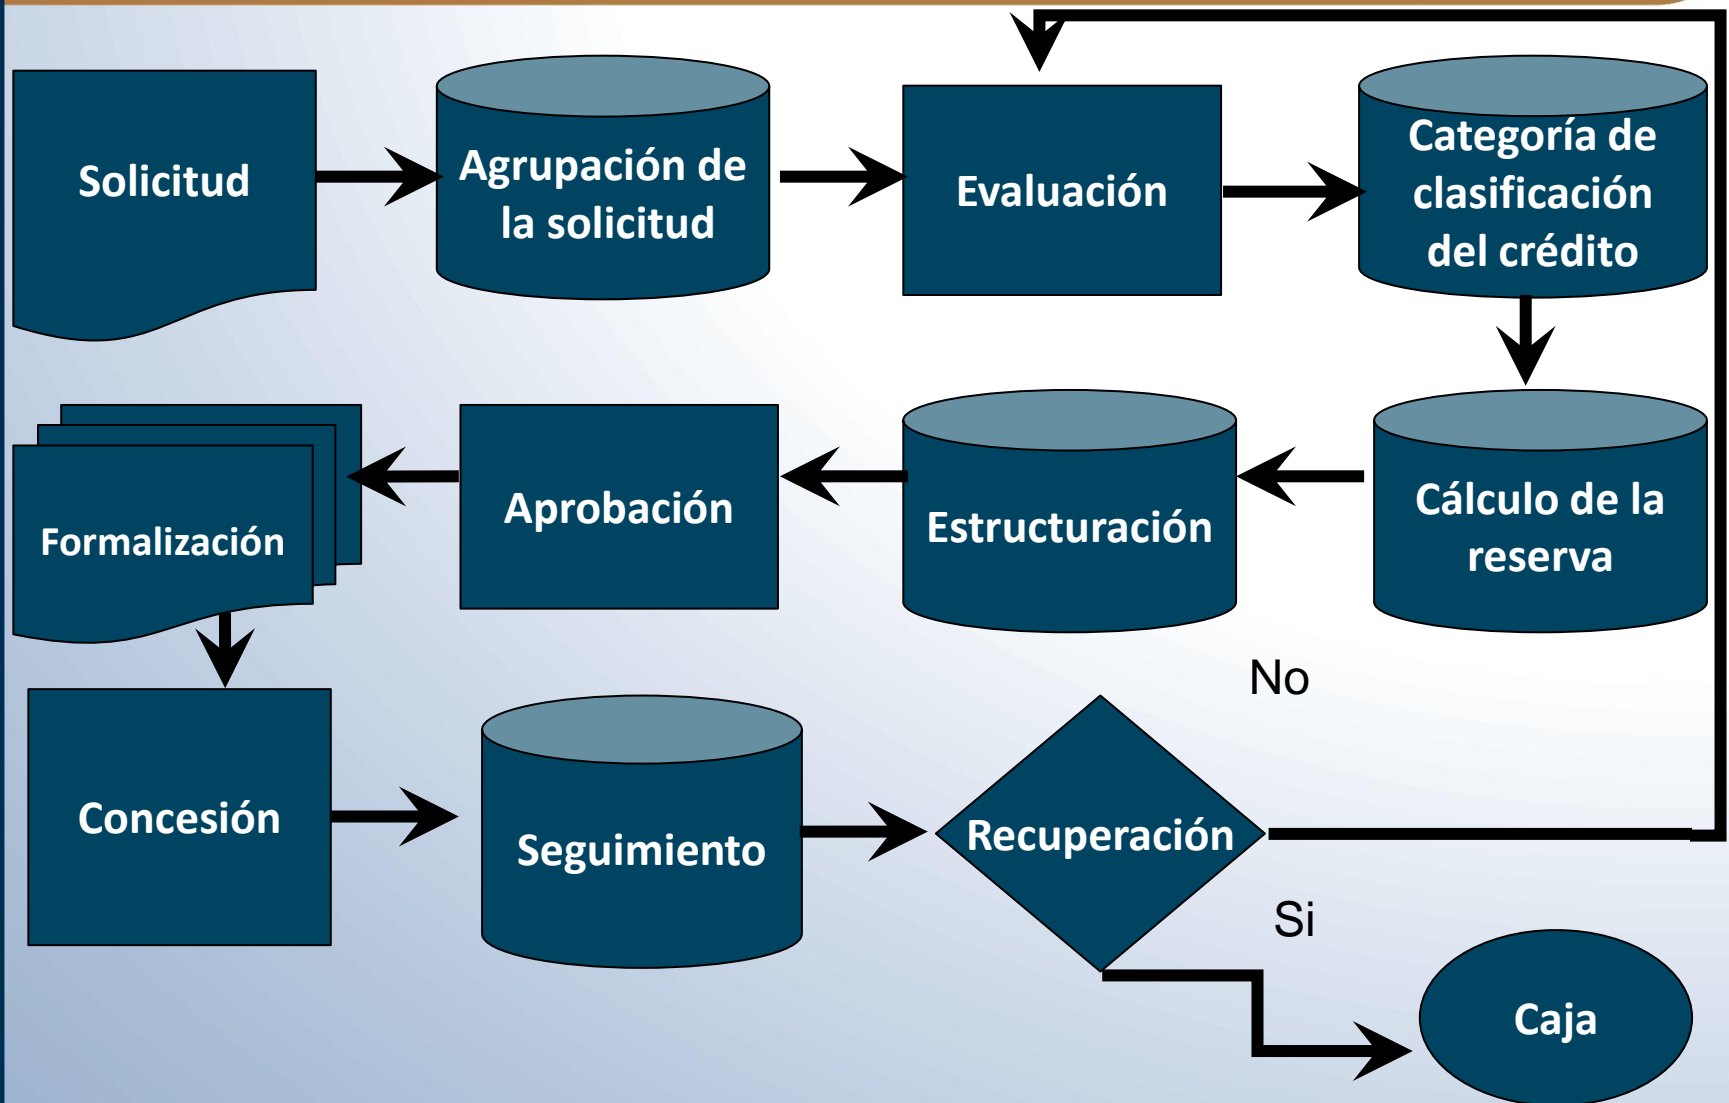 Solicitud
Agrupación de
la solicitud
Evaluación
Categoría de
clasificación
del crédito
Formalización
Aprobación
Estructuración
Cálculo de la
reserva
No
Concesión
Seguimiento
Recuperación
Si
Caja